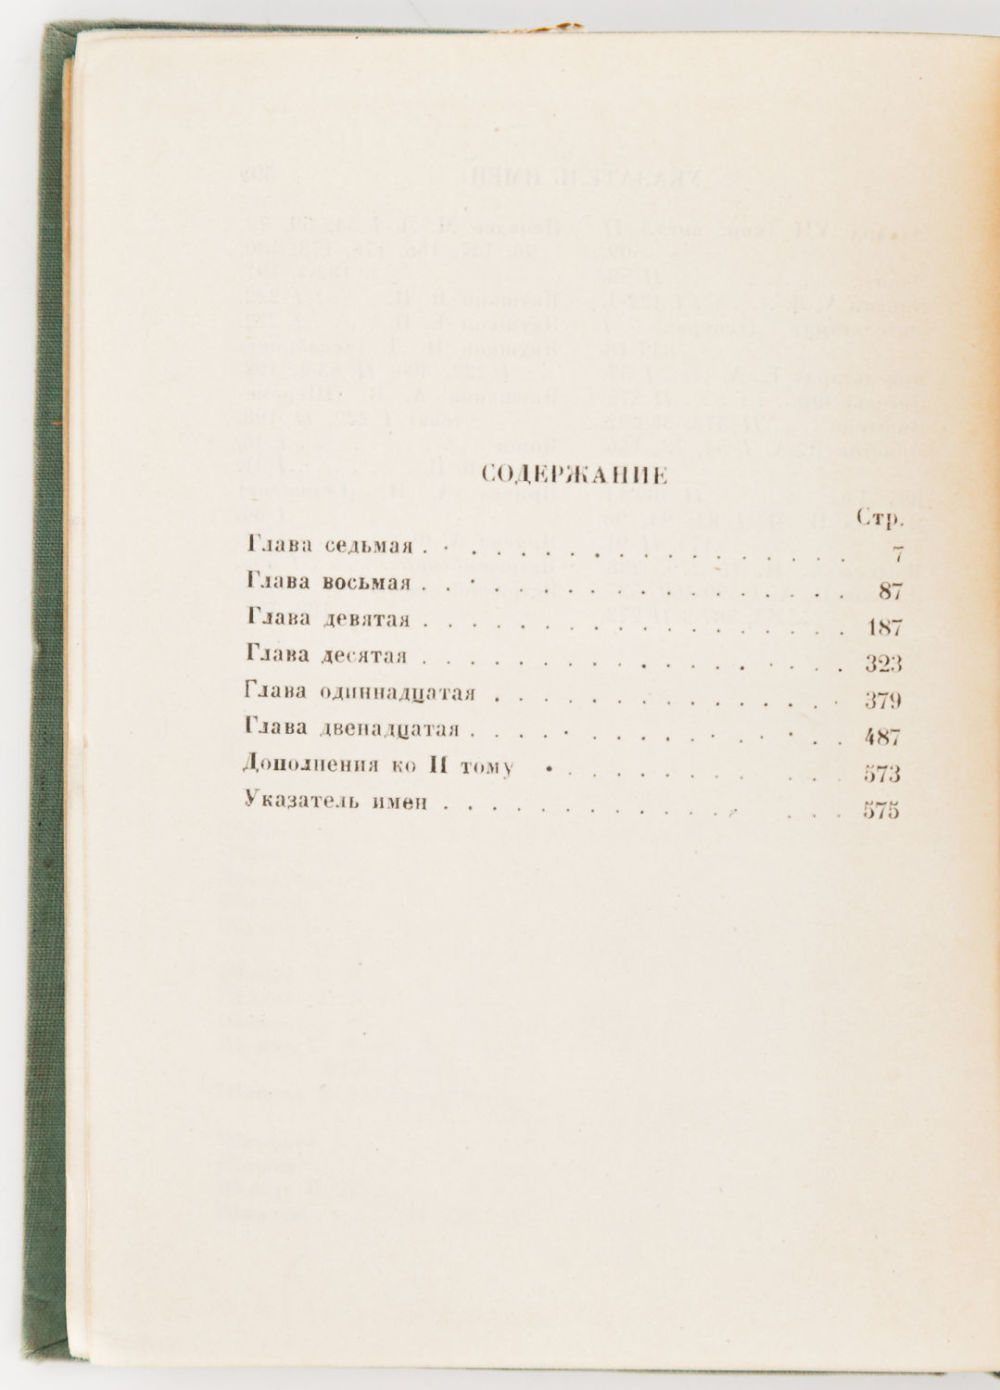 СОДЕРЖАНИЕ
Стр.
Глава седьмая . . . . . . . . . . . . . . . . . . 7
Глава восьмая . . . . . . . . . . . . . . . . . . 87
Глава девятая . . . . . . . . . . . . . . . . . . 187
Глава десятая . . . . . . . . . . . . . . . . . . 323
Глава одиннадцатая . . . . . . . . . . . . . . . 379
Глава двенадцатая . . . . . . . . . . . . . . . . 487
Дополнения ко II тому . . . . . . . . . . . . 573
Указатель имен . . . . . . . . . . . . . . . . 575